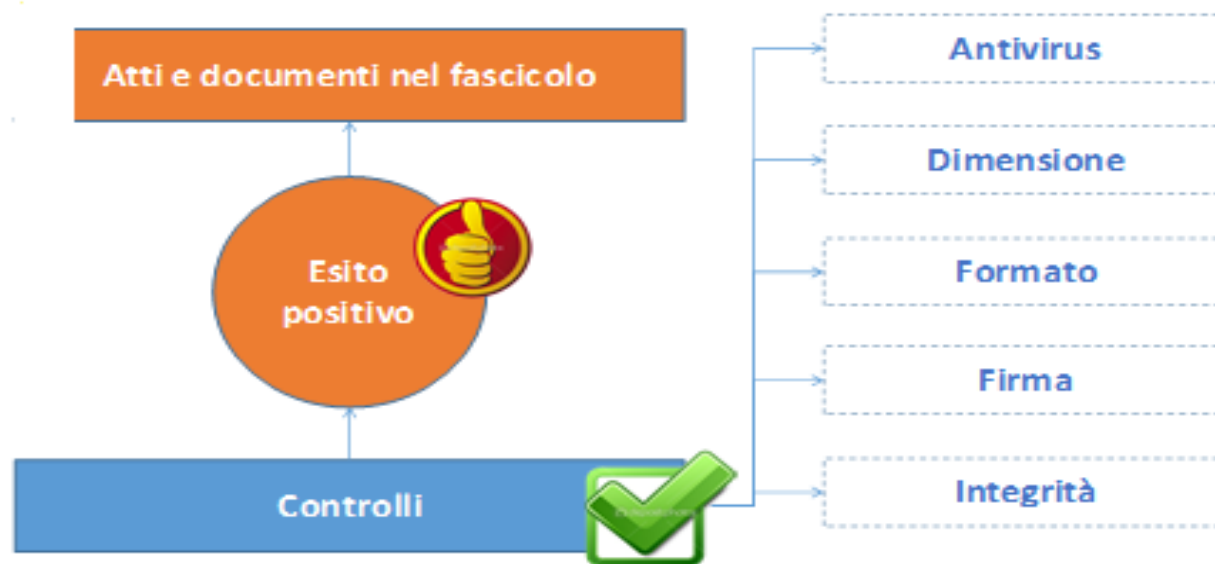 Atti e documenti nel fascicolo
Esito
positivo
Controlli
Antivirus
Dimensione
Formato
Firma
Integrità